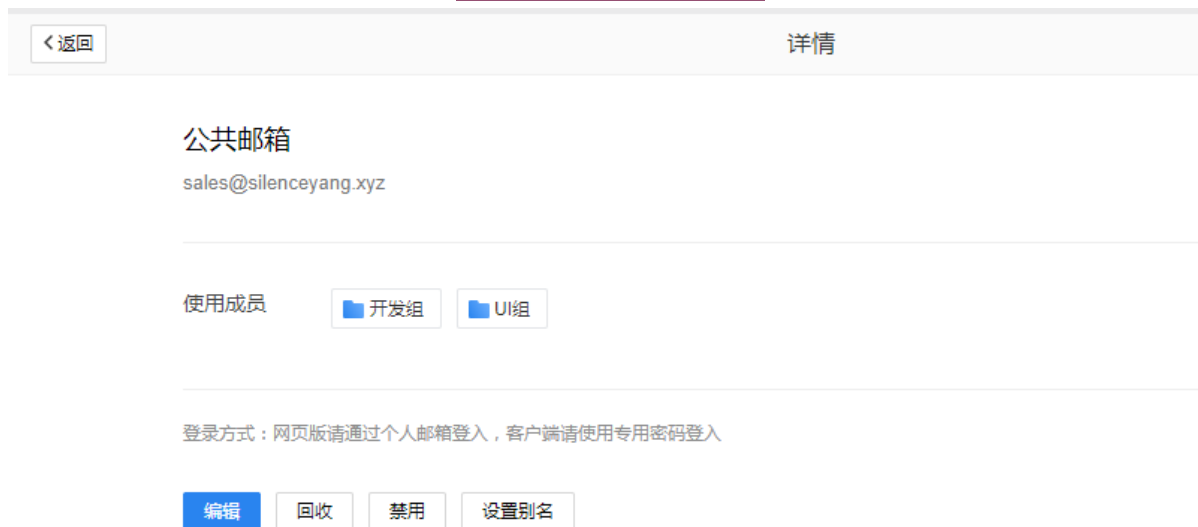 返回
详情
公共邮箱
sales@silenceyang.xyz
使用成员 开发组 UI组
登录方式：网页版请通过个人邮箱登入，客户端请使用专用密码登入
编辑 回收 禁用 设置别名